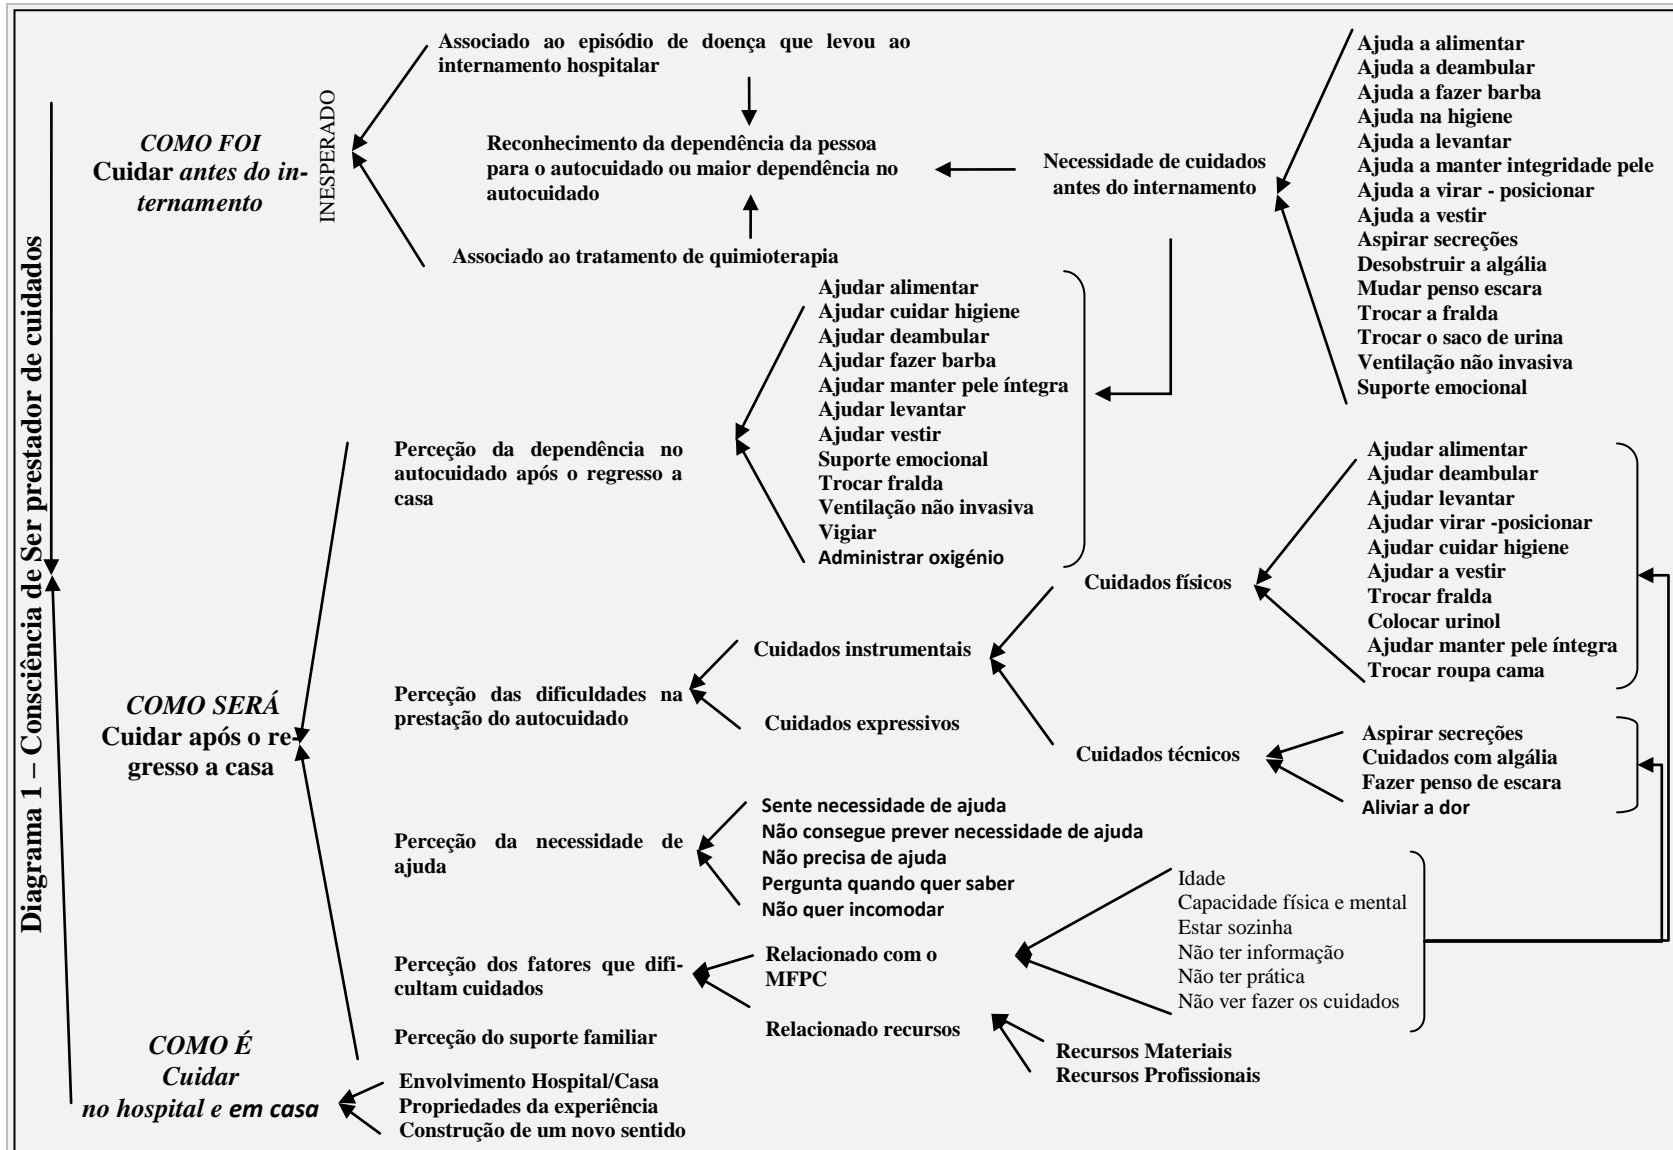 Diagrama 1 – Consciência de Ser prestador de cuidados
COMO FOI
Cuidar antes do in-
ternamento
INESPERADO
Associado ao episódio de doença que levou ao
internamento hospitalar
Reconhecimento da dependência da pessoa
para o autocuidado ou maior dependência no
autocuidado
Associado ao tratamento de quimioterapia
Necessidade de cuidados
antes do internamento
Ajuda a alimentar
Ajuda a deambular
Ajuda a fazer barba
Ajuda na higiene
Ajuda a levantar
Ajuda a manter integridade pele
Ajuda a virar - posicionar
Ajuda a vestir
Aspirar secreções
Desobstruir a algália
Mudar penso escara
Trocar a fralda
Trocar o saco de urina
Ventilação não invasiva
Suporte emocional
COMO SERÁ
Cuidar após o re-
gresso a casa
Perceção da dependência no
autocuidado após o regresso a
casa
Ajudar alimentar
Ajudar cuidar higiene
Ajudar deambular
Ajudar fazer barba
Ajudar manter pele íntegra
Ajudar levantar
Ajudar vestir
Suporte emocional
Trocar fralda
Ventilação não invasiva
Vigiar
Administrar oxigénio
Perceção das dificuldades na
prestação do autocuidado
Cuidados instrumentais
Cuidados expressivos
Cuidados físicos
Ajudar alimentar
Ajudar deambular
Ajudar levantar
Ajudar virar -posicionar
Ajudar cuidar higiene
Ajudar a vestir
Trocar fralda
Colocar urinol
Ajudar manter pele íntegra
Trocar roupa cama
Cuidados técnicos
Aspirar secreções
Cuidados com algália
Fazer penso de escara
Aliviar a dor
Perceção da necessidade de
ajuda
Sente necessidade de ajuda
Não consegue prever necessidade de ajuda
Não precisa de ajuda
Pergunta quando quer saber
Não quer incomodar
Perceção dos fatores que difi-
cultam cuidados
Relacionado com o
MFPC
Idade
Capacidade física e mental
Estar sozinha
Não ter informação
Não ter prática
Não ver fazer os cuidados
Relacionado recursos
Recursos Materiais
Recursos Profissionais
Perceção do suporte familiar
COMO É
Cuidar
no hospital e em casa
Envolvimento Hospital/Casa
Propriedades da experiência
Construção de um novo sentido